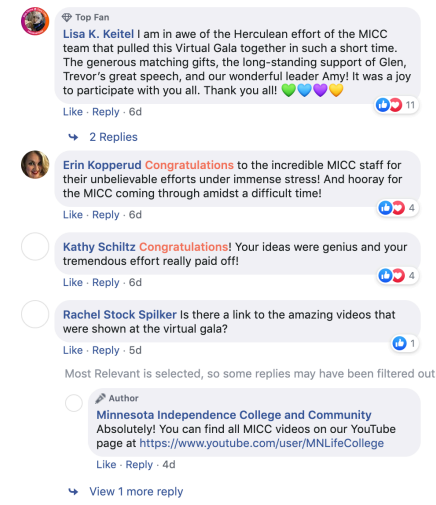 Top Fan
Lisa K. Keitel I am in awe of the Herculean effort of the MICC
team that pulled this Virtual Gala together in such a short time.
The generous matching gifts, the long-standing support of Glen,
Trevor's great speech, and our wonderful leader Amy! It was a joy
to participate with you all. Thank you all! 💚💙💜💛
11
Like · Reply · 6d
2 Replies
Erin Kopperud Congratulations to the incredible MICC staff for
their unbelievable efforts under immense stress! And hooray for
the MICC coming through amidst a difficult time!
4
Like · Reply · 6d
Kathy Schiltz Congratulations! Your ideas were genius and your
tremendous effort really paid off!
4
Like · Reply · 6d
Rachel Stock Spilker Is there a link to the amazing videos that
were shown at the virtual gala?
1
Like · Reply · 5d
Most Relevant is selected, so some replies may have been filtered out
Author
Minnesota Independence College and Community
Absolutely! You can find all MICC videos on our YouTube
page at https://www.youtube.com/user/MNLifeCollege
Like · Reply · 4d
View 1 more reply